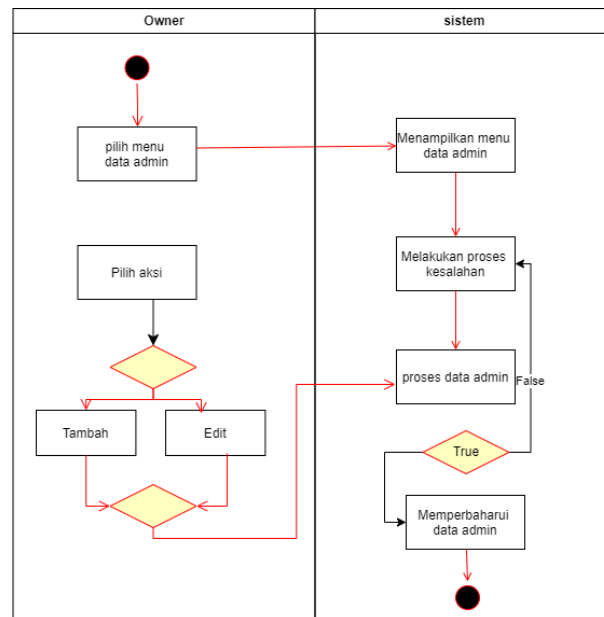 Owner
sistem
pilih menu
data admin
Menampilkan menu
data admin
Pilih aksi
Melakukan proses
kesalahan
proses data admin
False
Tambah
Edit
True
Memperbaharui
data admin